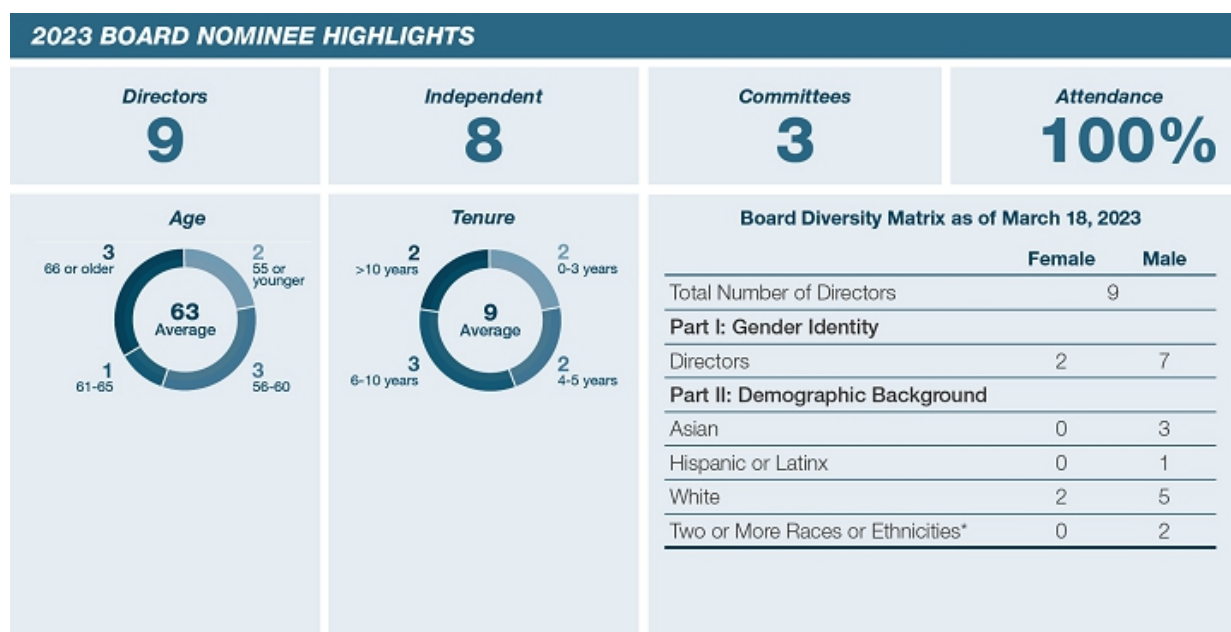 2023 BOARD NOMINEE HIGHLIGHTS
Directors
9
Independent
8
Committees
3
Attendance
100%
Age
3
66 or older
2
55 or
younger
63
Average
1
61-65
3
56-60
Tenure
2
>10 years
2
0-3 years
9
Average
3
6-10 years
2
4-5 years
Board Diversity Matrix as of March 18, 2023
Female Male
Total Number of Directors 9
Part I: Gender Identity
Directors 2 7
Part II: Demographic Background
Asian 0 3
Hispanic or Latinx 0 1
White 2 5
Two or More Races or Ethnicities* 0 2